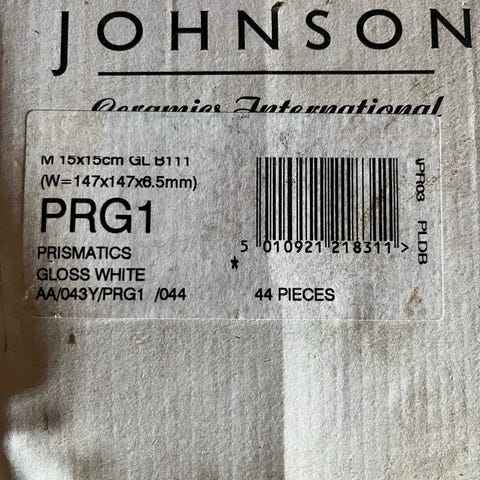 JOHNSON
Ceramics International
M 15x15cm GL B111
(W=147x147x6.5mm)
PRG1
PRISMATICS
GLOSS WHITE
AA/043Y/PRG1 /044
5 010921 218311 >
*
44 PIECES
VPR03 PLDB